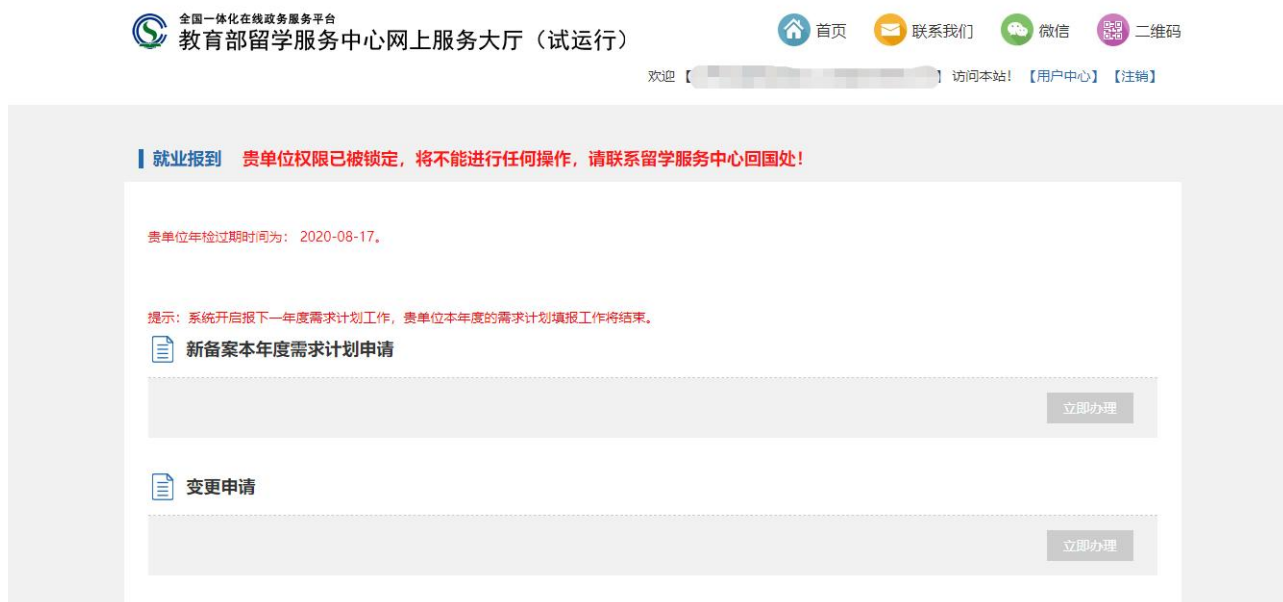 全国一体化在线政务服务平台
教育部留学服务中心网上服务大厅（试运行）
首页 联系我们 微信 二维码
欢迎【 】访问本站！【用户中心】【注销】
就业报到 贵单位权限已被锁定，将不能进行任何操作，请联系留学服务中心回国处！
贵单位年检过期时间为： 2020-08-17。
提示：系统开启报下一年度需求计划工作，贵单位本年度的需求计划填报工作将结束。
新备案本年度需求计划申请
立即办理
变更申请
立即办理